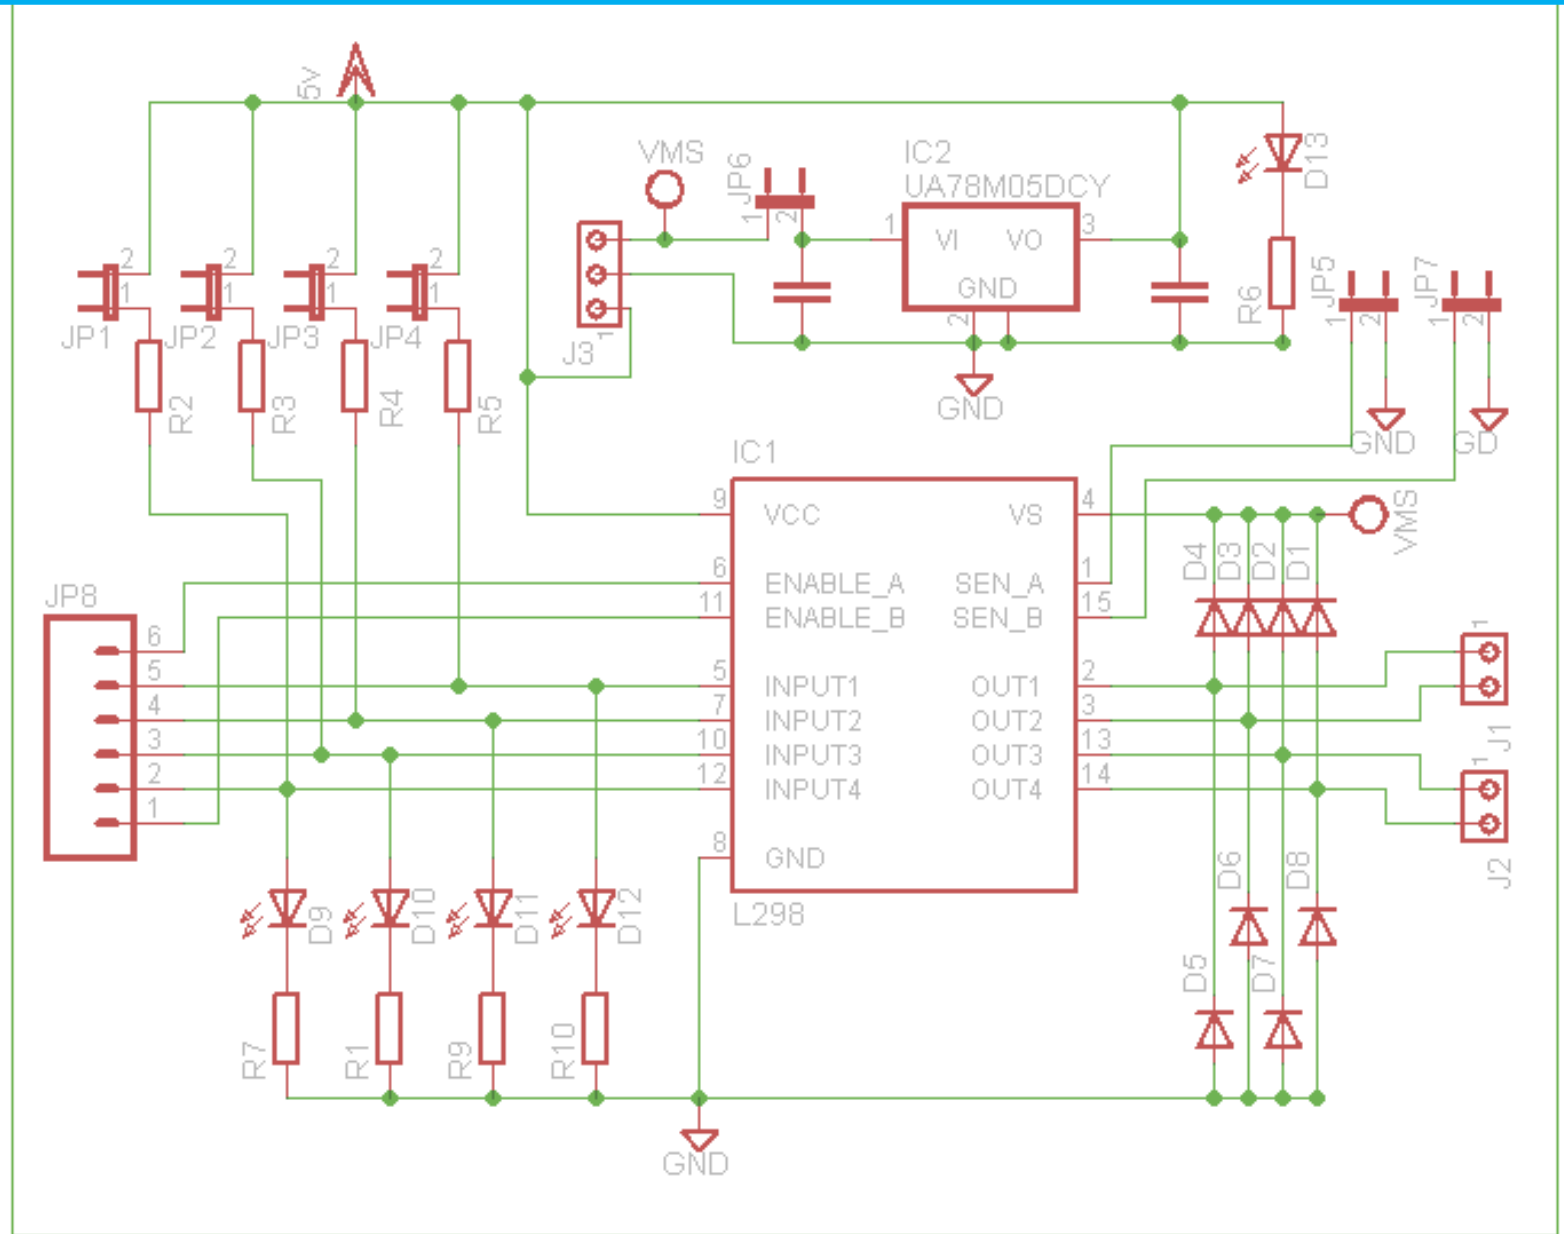 5V
VMS
JP6
1
2
IC2
UA78M05DCY
1
VI
VO
3
GND
2
D13
R6
JP5
1
2
JP7
1
2
2
1
JP1
2
1
JP2
2
1
JP3
2
1
JP4
J3
1
GND
R2
R3
R4
R5
GND
GD
IC1
9
VCC
VS
4
VMS
D4
D3
D2
D1
6
ENABLE_A
SEN_A
1
11
ENABLE_B
SEN_B
15
JP8
6
5
4
3
2
1
5
INPUT1
OUT1
2
7
INPUT2
OUT2
3
10
INPUT3
OUT3
13
12
INPUT4
OUT4
14
8
GND
L298
1
J1
1
J2
D6
D8
D5
D7
D9
D10
D11
D12
R7
R1
R9
R10
GND